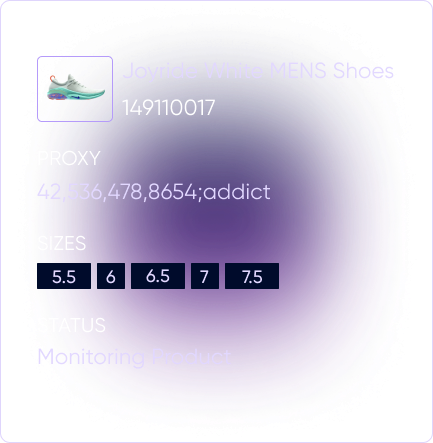 Joyride White MENS Shoes
149110017
PROXY
42,536,478,8654;addict
SIZES
5.5 6 6.5 7 7.5
STATUS
Monitoring Product